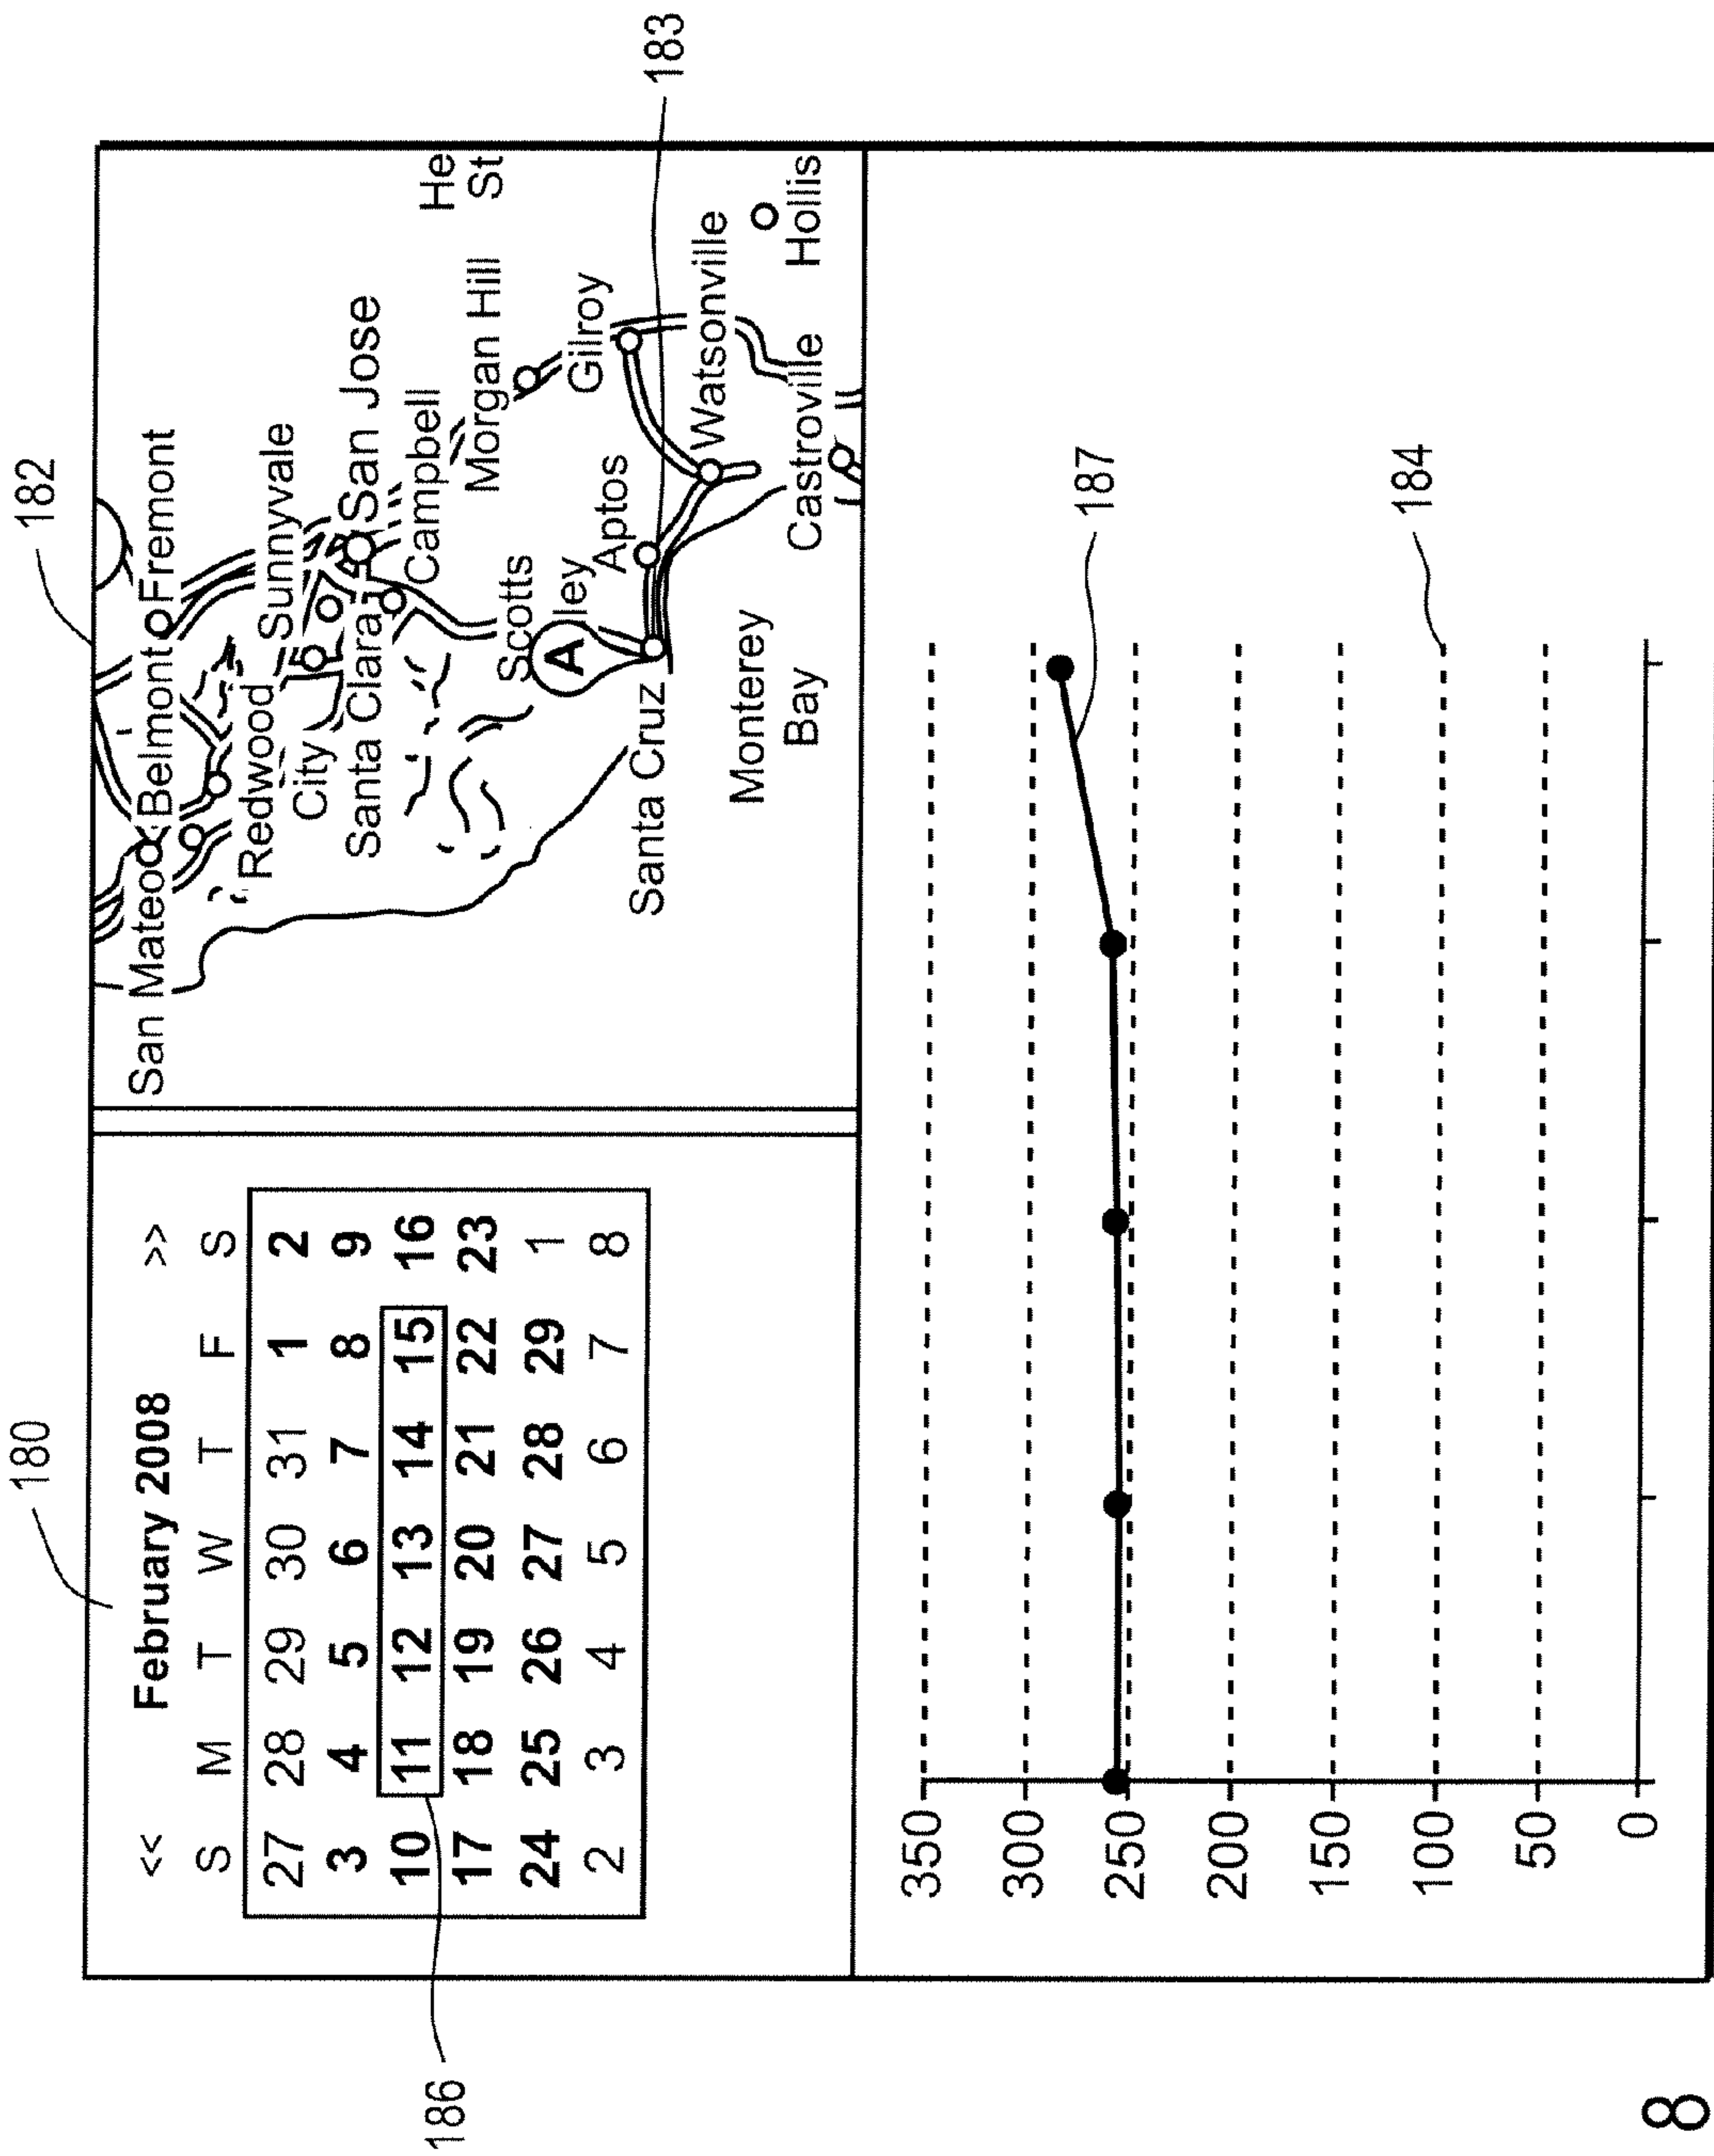 180
182
<< February 2008 >>
S M T W T F S
27 28 29 30 31 1 2
3 4 5 6 7 8 9
10 11 12 13 14 15 16
17 18 19 20 21 22 23
24 25 26 27 28 29 1
2 3 4 5 6 7 8
186
San Mateo
Belmont
Fremont
Redwood
City
Sunnyvale
Santa Clara
San Jose
Campbell
He
St
Morgan Hill
Scotts
lley
A
Gilroy
Aptos
Santa Cruz
183
Watsonville
Monterey
Bay
Castroville
Hollis
350
300
250
200
150
100
50
0
187
184
8